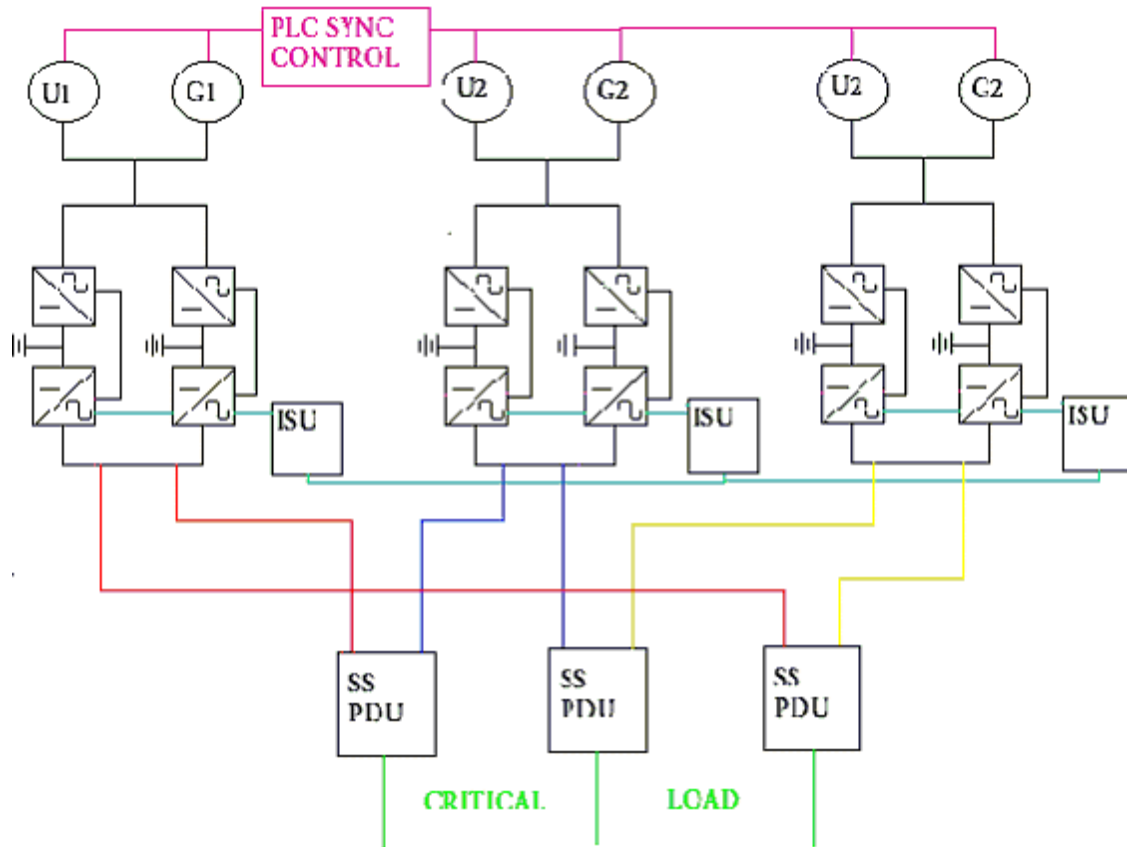 PLC SYNC
CONTROL
U1
G1
U2
G2
U2
G2
ISU
ISU
ISU
SS
PDU
SS
PDU
SS
PDU
CRITICAL
LOAD